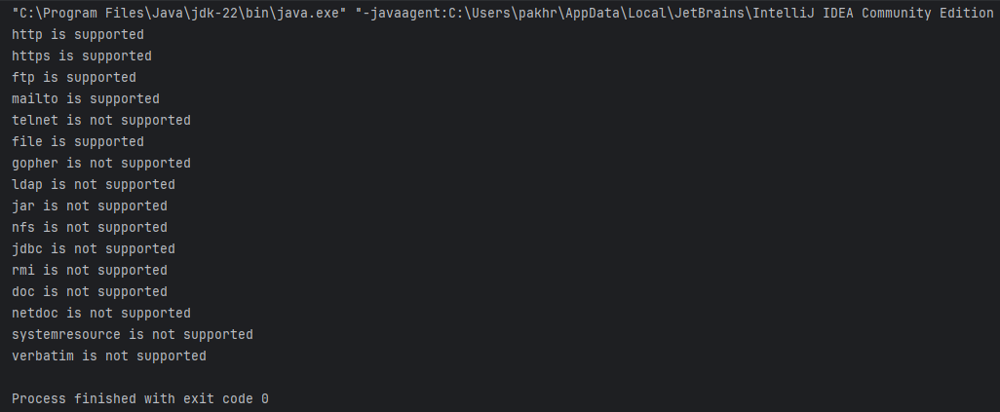 "C:\Program Files\Java\jdk-22\bin\java.exe" "-javaagent:C:\Users\pakhr\AppData\Local\JetBrains\IntelliJ IDEA Community Edition
http is supported
https is supported
ftp is supported
mailto is supported
telnet is not supported
file is supported
gopher is not supported
ldap is not supported
jar is not supported
nfs is not supported
jdbc is not supported
rmi is not supported
doc is not supported
netdoc is not supported
systemresource is not supported
verbatim is not supported
Process finished with exit code 0